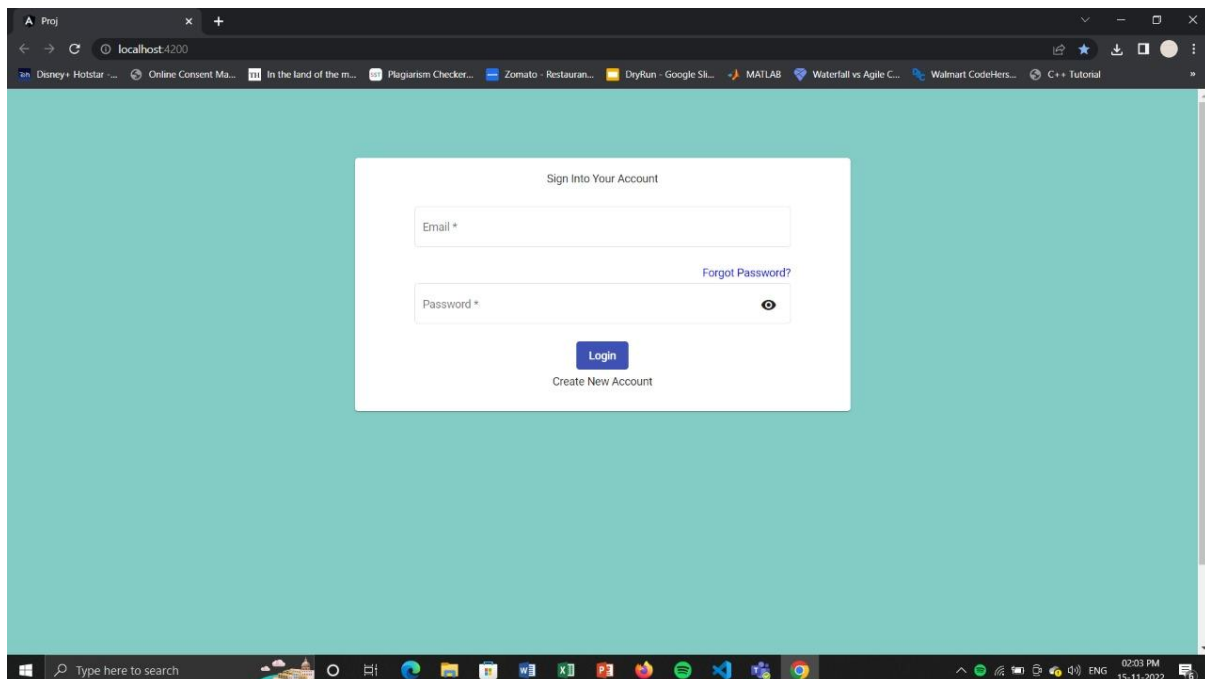 Proj
localhost:4200
Disney+ Hotstar -... Online Consent Ma... TH In the land of the m... SST Plagiarism Checker... Zomato - Restauran... DryRun - Google Sli... MATLAB Waterfall vs Agile C... Walmart CodeHers... C++ Tutorial »
Sign Into Your Account
Email *
Forgot Password?
Password *
Login
Create New Account
Type here to search
ENG
02:03 PM
15-11-2022